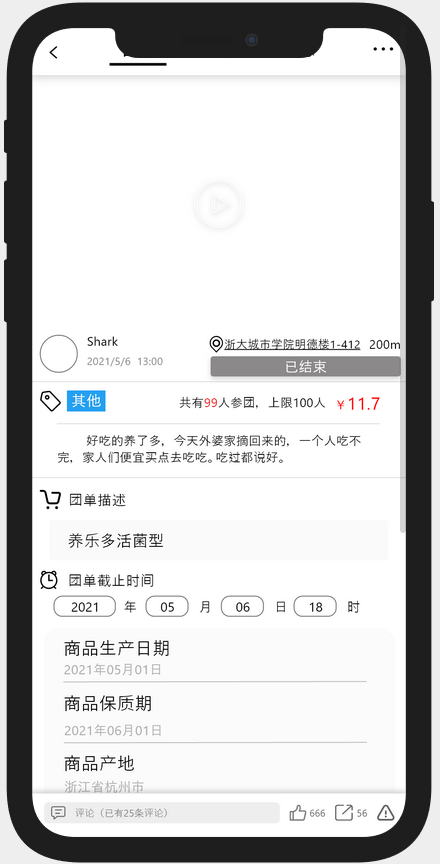 Shark
浙大城市学院明德楼1-412 200m
2021/5/6 13:00
已结束
其他 共有99人参团，上限100人 ￥11.7
好吃的养了多，今天外婆家摘回来的，一个人吃不
完，家人们便宜买点去吃吃。吃过都说好。
团单描述
养乐多活菌型
团单截止时间
2021 年 05 月 06 日 18 时
商品生产日期
2021年05月01日
商品保质期
2021年06月01日
商品产地
浙江省杭州市
评论（已有25条评论） 666 56